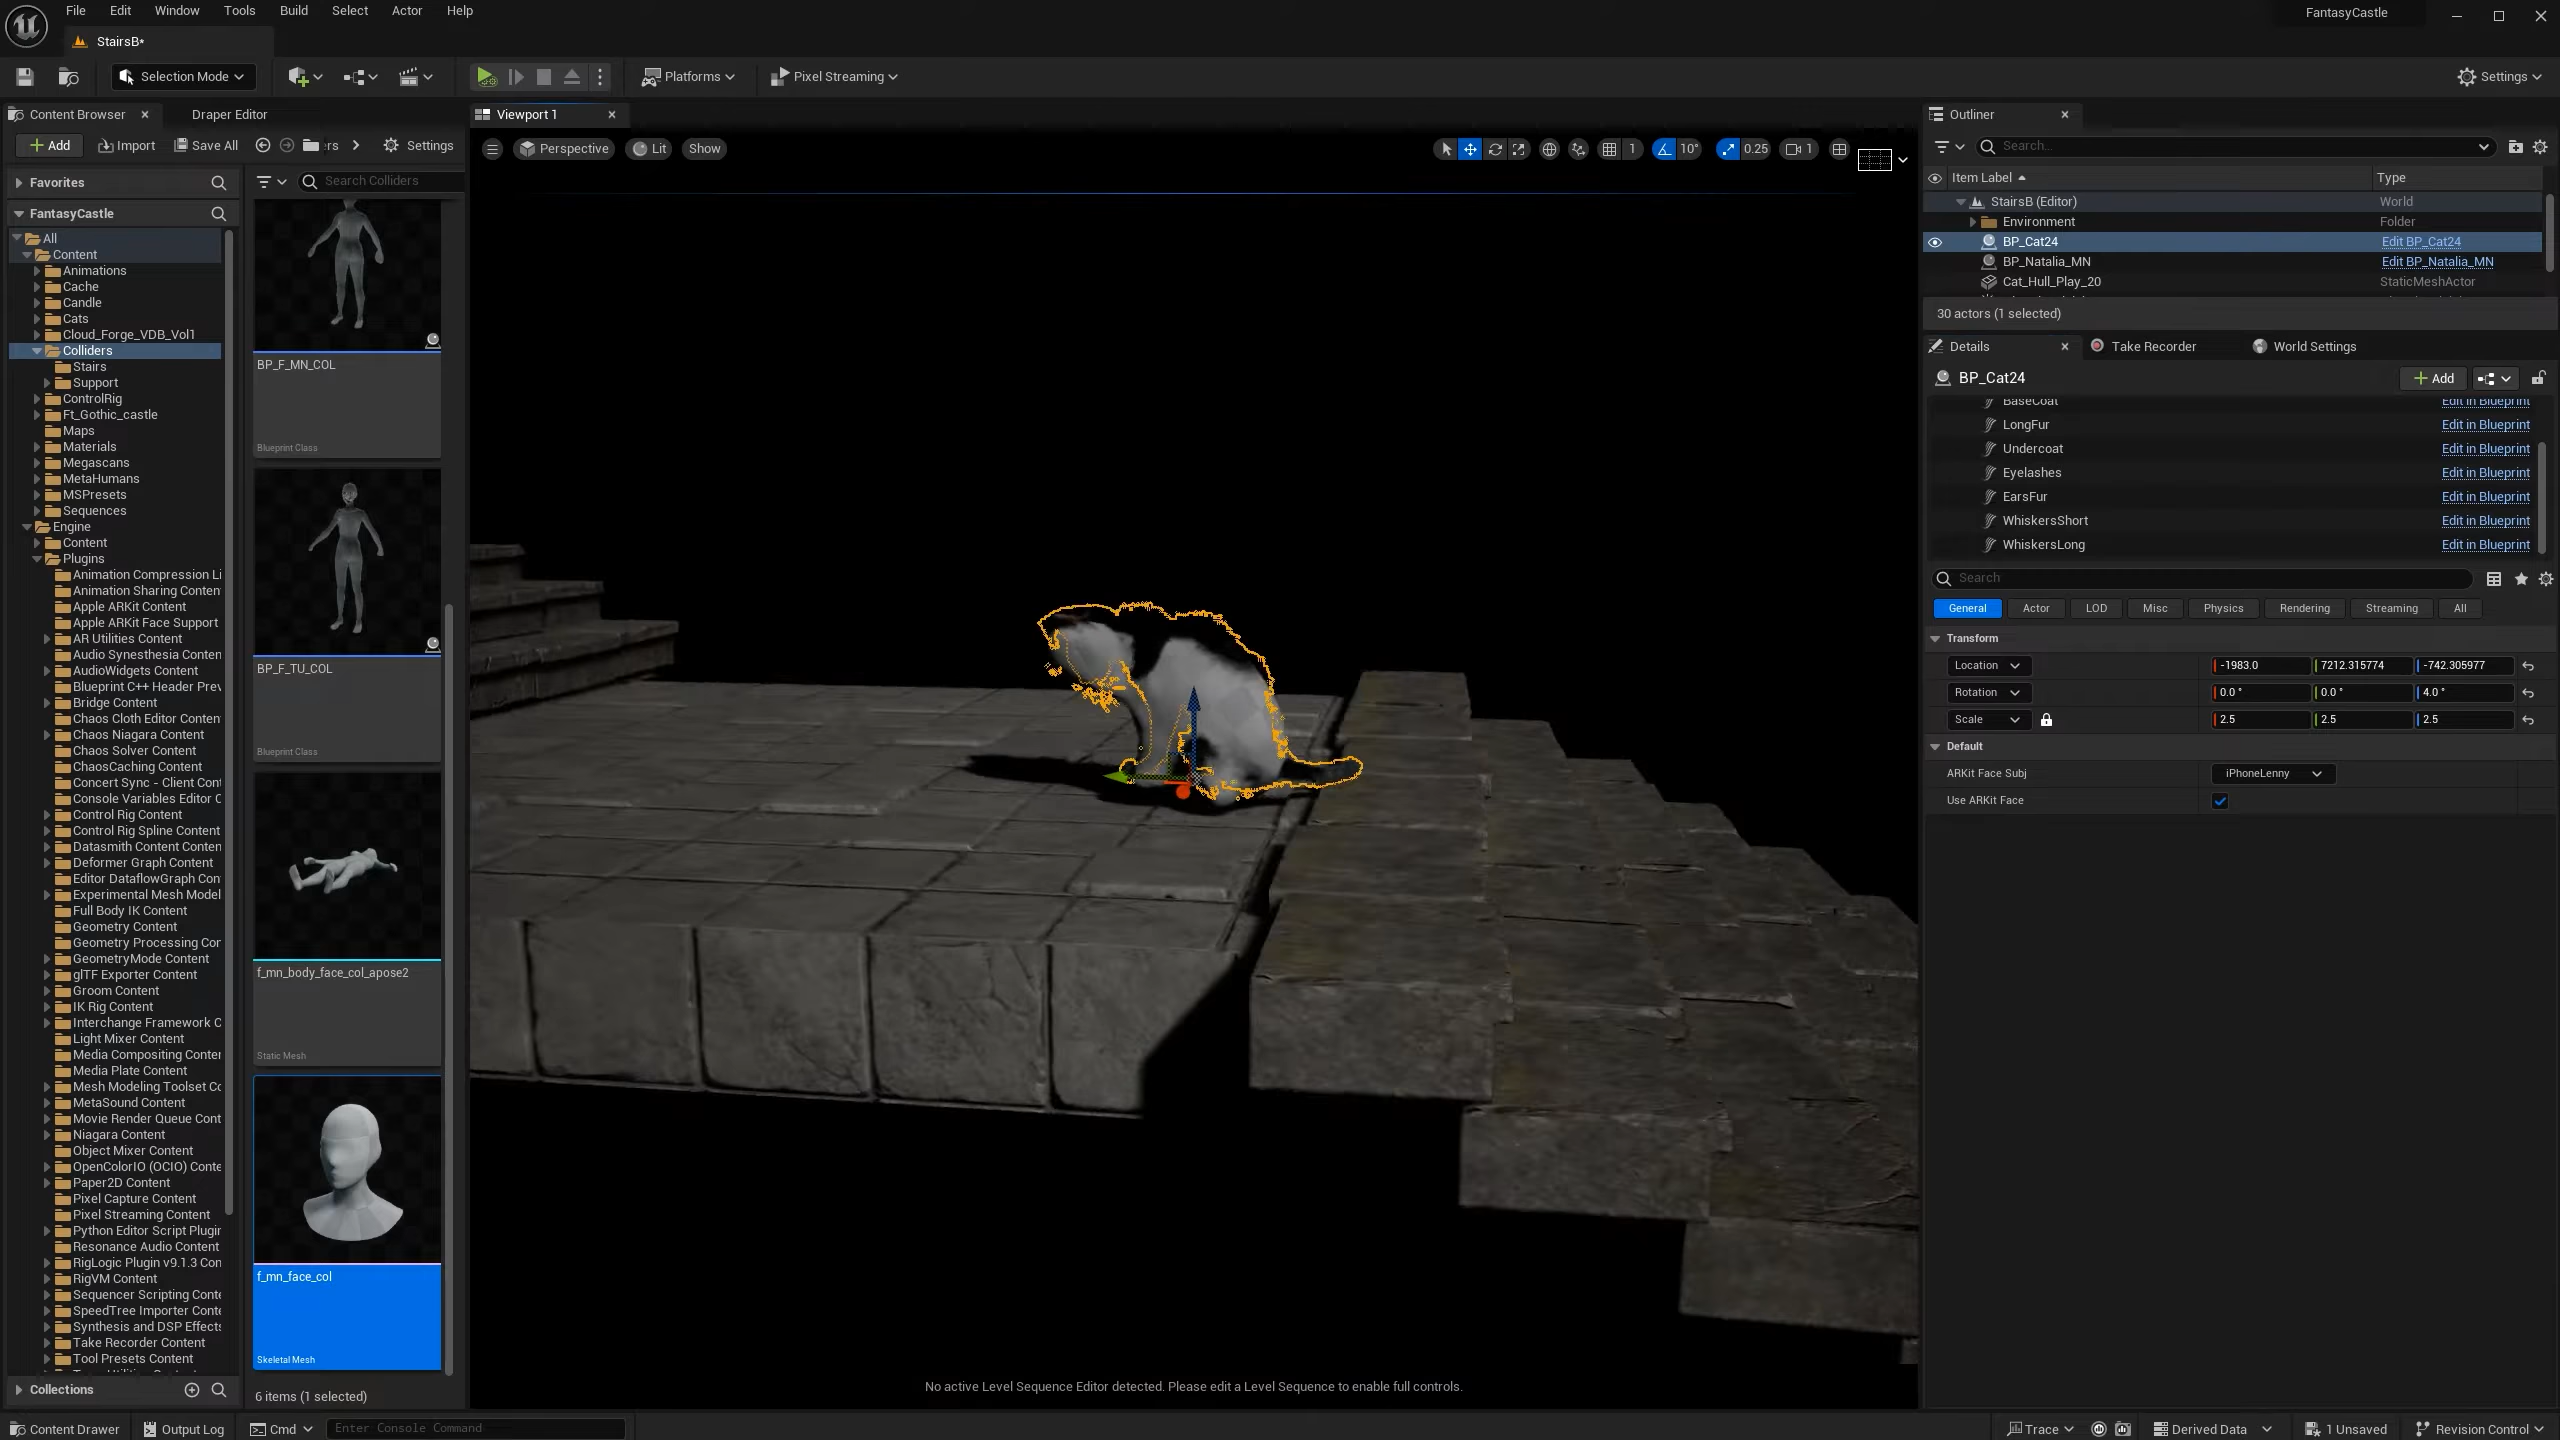 File Edit Window Tools Build Select Actor Help
FantasyCastle
StairsB*
Selection Mode
Platforms
Pixel Streaming
Settings
Content Browser
Draper Editor
Add
Import
Save All
Settings
Favorites
FantasyCastle
All
Content
Animations
Cache
Candle
Cats
Cloud_Forge_VDB_Vol1
Colliders
Stairs
Support
ControlRig
Ft_Gothic_castle
Maps
Materials
Megascans
MetaHumans
MSPresets
Sequences
Engine
Content
Plugins
Animation Compression Li
Animation Sharing Conten
Apple ARKit Content
Apple ARKit Face Support
AR Utilities Content
Audio Synesthesia Conten
AudioWidgets Content
Blueprint C++ Header Prev
Bridge Content
Chaos Cloth Editor Conten
Chaos Niagara Content
Chaos Solver Content
ChaosCaching Content
Concert Sync - Client Cont
Console Variables Editor C
Control Rig Content
Control Rig Spline Content
Datasmith Content Conten
Deformer Graph Content
Editor DataflowGraph Con
Experimental Mesh Model
Full Body IK Content
Geometry Content
Geometry Processing Con
GeometryMode Content
glTF Exporter Content
Groom Content
IK Rig Content
Interchange Framework C
Light Mixer Content
Media Compositing Conter
Media Plate Content
Mesh Modeling Toolset Co
MetaSound Content
Movie Render Queue Cont
Niagara Content
Object Mixer Content
OpenColorIO (OCIO) Conte
Paper2D Content
Pixel Capture Content
Pixel Streaming Content
Python Editor Script Plugin
Resonance Audio Content
RigLogic Plugin v9.1.3 Con
RigVM Content
Sequencer Scripting Conte
SpeedTree Importer Conte
Synthesis and DSP Effects
Take Recorder Content
Tool Presets Content
Collections
Search Colliders
BP_F_MN_COL
Blueprint Class
BP_F_TU_COL
Blueprint Class
f_mn_body_face_col_apose2
Static Mesh
f_mn_face_col
Skeletal Mesh
6 items (1 selected)
Viewport 1
Perspective
Lit
Show
1
10°
0.25
1
No active Level Sequence Editor detected. Please edit a Level Sequence to enable full controls.
Outliner
Search...
Item Label Type
StairsB (Editor) World
Environment Folder
BP_Cat24 Edit BP_Cat24
BP_Natalia_MN Edit BP_Natalia_MN
Cat_Hull_Play_20 StaticMeshActor
30 actors (1 selected)
Details
Take Recorder
World Settings
BP_Cat24
Add
BaseCoat Edit in Blueprint
LongFur Edit in Blueprint
Undercoat Edit in Blueprint
Eyelashes Edit in Blueprint
EarsFur Edit in Blueprint
WhiskersShort Edit in Blueprint
WhiskersLong Edit in Blueprint
Search
General Actor LOD Misc Physics Rendering Streaming All
Transform
Location -1983.0 7212.315774 -742.305977
Rotation 0.0 ° 0.0 ° 4.0 °
Scale 2.5 2.5 2.5
Default
ARKit Face Subj iPhoneLenny
Use ARKit Face
Content Drawer
Output Log
Cmd
Enter Console Command
Trace
Derived Data
1 Unsaved
Revision Control